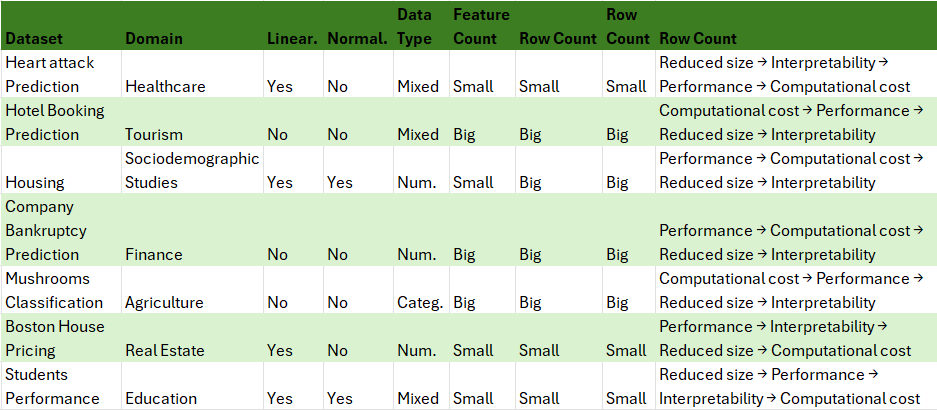 Data Feature Row
Dataset Domain Linear. Normal. Type Count Row Count Count Row Count
Heart attack Reduced size → Interpretability →
Prediction Healthcare Yes No Mixed Small Small Small Performance → Computational cost
Hotel Booking Computational cost → Performance →
Prediction Tourism No No Mixed Big Big Big Reduced size → Interpretability
Sociodemographic Performance → Computational cost →
Housing Studies Yes Yes Num. Small Big Big Reduced size → Interpretability
Company
Bankruptcy Performance → Computational cost →
Prediction Finance No No Num. Big Big Big Reduced size → Interpretability
Mushrooms Computational cost → Performance →
Classification Agriculture No No Categ. Big Big Big Reduced size → Interpretability
Boston House Performance → Interpretability →
Pricing Real Estate Yes No Num. Small Small Small Reduced size → Computational cost
Students Reduced size → Performance →
Performance Education Yes Yes Mixed Small Small Small Interpretability → Computational cost